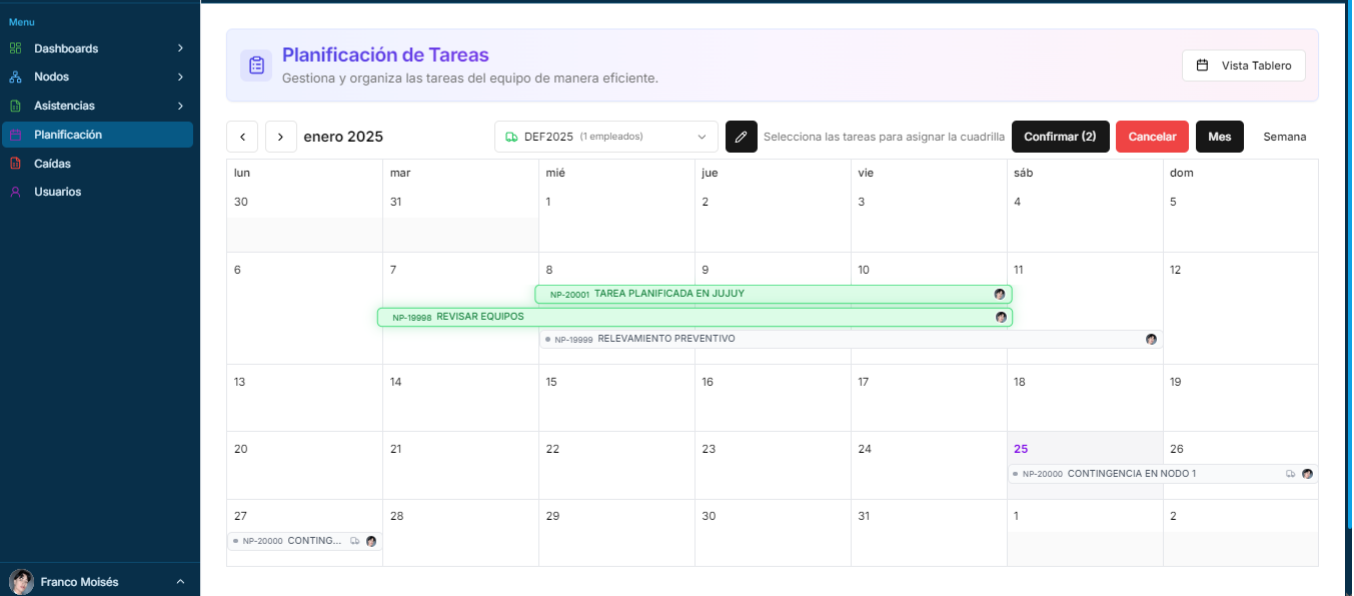 Menu
Dashboards
Nodos
Asistencias
Planificación
Caídas
Usuarios
Franco Moisés
Planificación de Tareas
Gestiona y organiza las tareas del equipo de manera eficiente.
Vista Tablero
enero 2025
DEF2025 (1 empleados)
Selecciona las tareas para asignar la cuadrilla
Confirmar (2)
Cancelar
Mes
Semana
lun mar mié jue vie sáb dom
30 31 1 2 3 4 5
6 7 8 9 10 11 12
NP-20001 TAREA PLANIFICADA EN JUJUY
NP-19998 REVISAR EQUIPOS
NP-19999 RELEVAMIENTO PREVENTIVO
13 14 15 16 17 18 19
20 21 22 23 24 25 26
NP-20000 CONTINGENCIA EN NODO 1
27 28 29 30 31 1 2
NP-20000 CONTING...